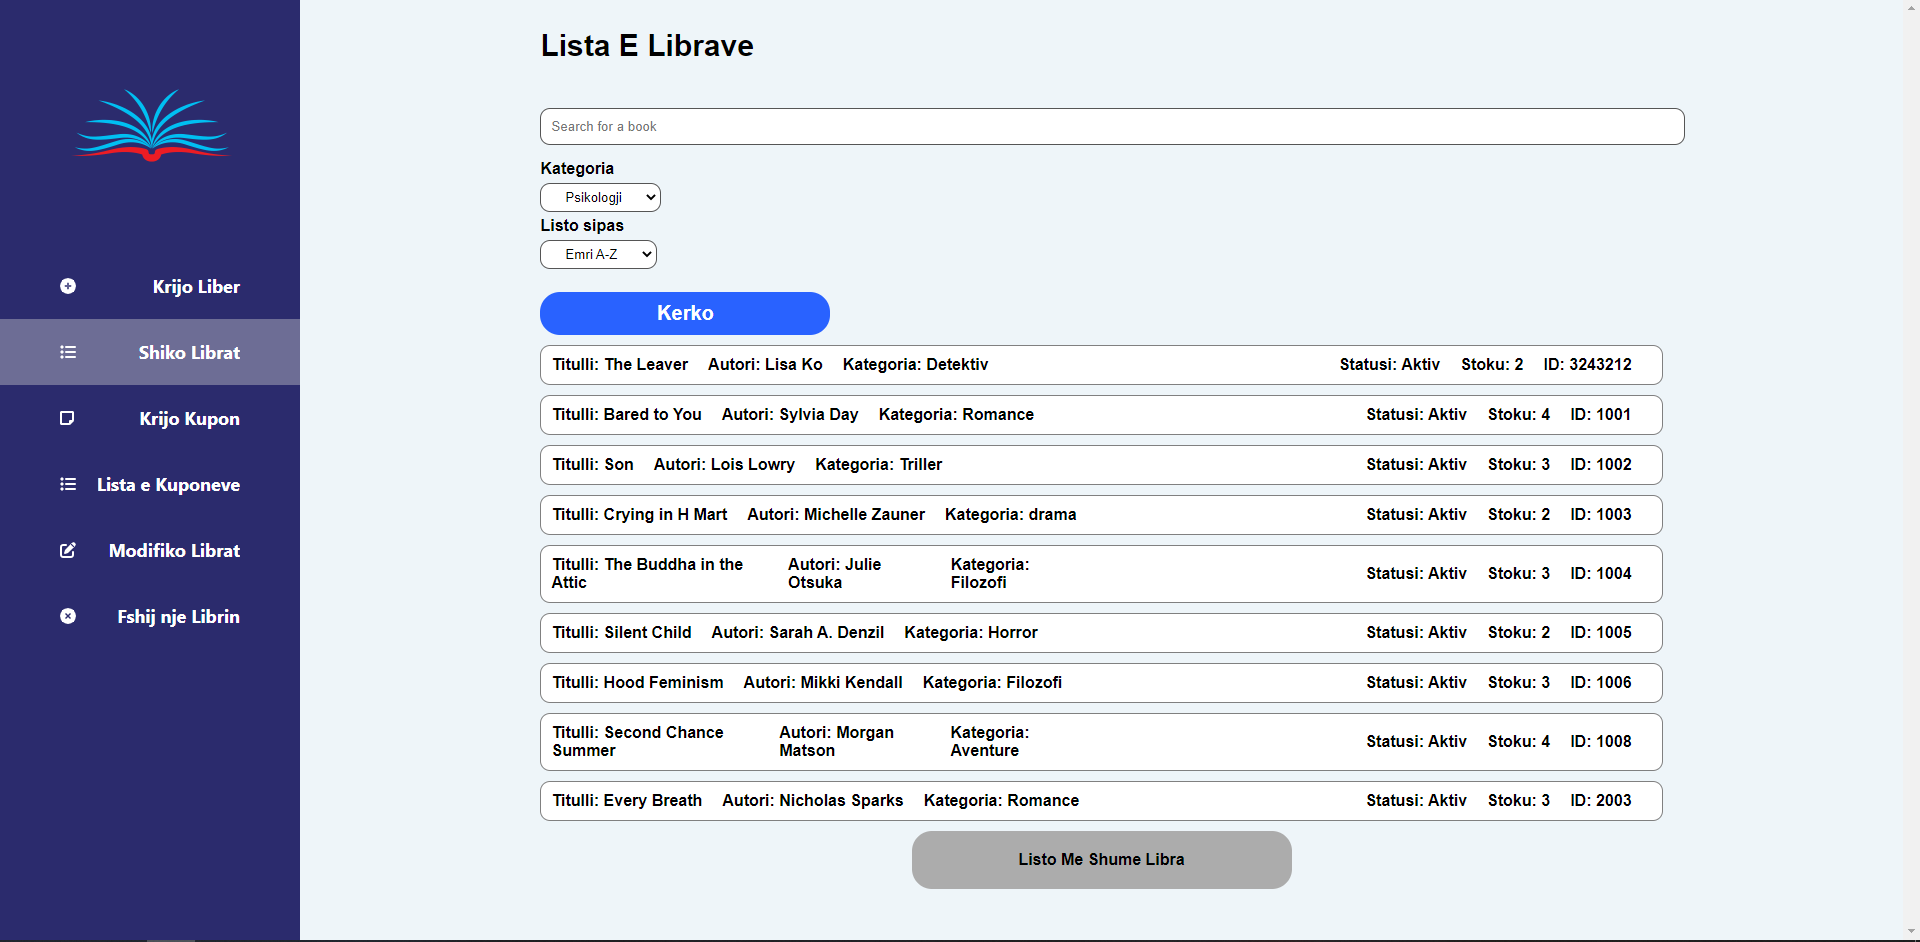 Lista E Librave
Search for a book
Kategoria
Psikologji
Listo sipas
Emri A-Z
Kerko
Krijo Liber
Shiko Librat
Krijo Kupon
Lista e Kuponeve
Modifiko Librat
Fshij nje Librin
Titulli: The Leaver Autori: Lisa Ko Kategoria: Detektiv Statusi: Aktiv Stoku: 2 ID: 3243212
Titulli: Bared to You Autori: Sylvia Day Kategoria: Romance Statusi: Aktiv Stoku: 4 ID: 1001
Titulli: Son Autori: Lois Lowry Kategoria: Triller Statusi: Aktiv Stoku: 3 ID: 1002
Titulli: Crying in H Mart Autori: Michelle Zauner Kategoria: drama Statusi: Aktiv Stoku: 2 ID: 1003
Titulli: The Buddha in the
Attic
Autori: Julie
Otsuka
Kategoria:
Filozofi
Statusi: Aktiv Stoku: 3 ID: 1004
Titulli: Silent Child Autori: Sarah A. Denzil Kategoria: Horror Statusi: Aktiv Stoku: 2 ID: 1005
Titulli: Hood Feminism Autori: Mikki Kendall Kategoria: Filozofi Statusi: Aktiv Stoku: 3 ID: 1006
Titulli: Second Chance
Summer
Autori: Morgan
Matson
Kategoria:
Aventure
Statusi: Aktiv Stoku: 4 ID: 1008
Titulli: Every Breath Autori: Nicholas Sparks Kategoria: Romance Statusi: Aktiv Stoku: 3 ID: 2003
Listo Me Shume Libra